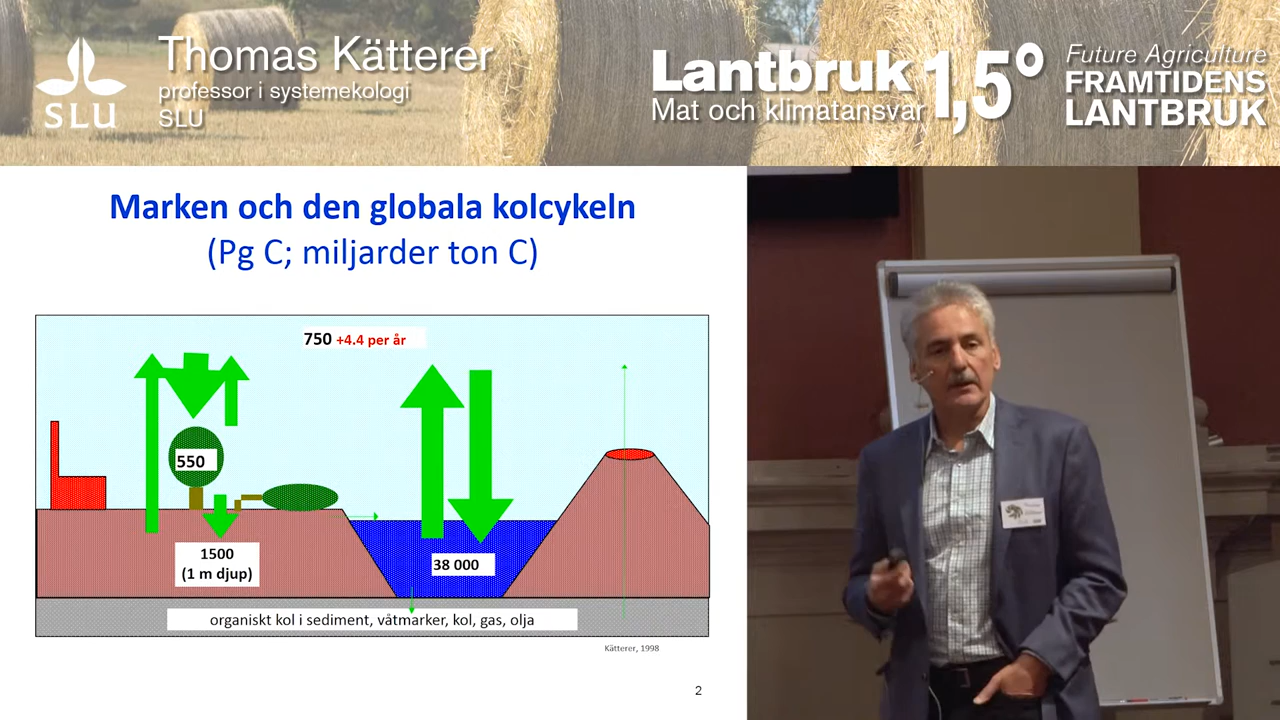 SLU
Thomas Kätterer
professor i systemekologi
SLU
Lantbruk 1,5°
Mat och klimatansvar
Future Agriculture
FRAMTIDENS
LANTBRUK
Marken och den globala kolcykeln
(Pg C; miljarder ton C)
750 +4.4 per år
550
1500
(1 m djup)
38 000
organiskt kol i sediment, våtmarker, kol, gas, olja
Kätterer, 1998
2